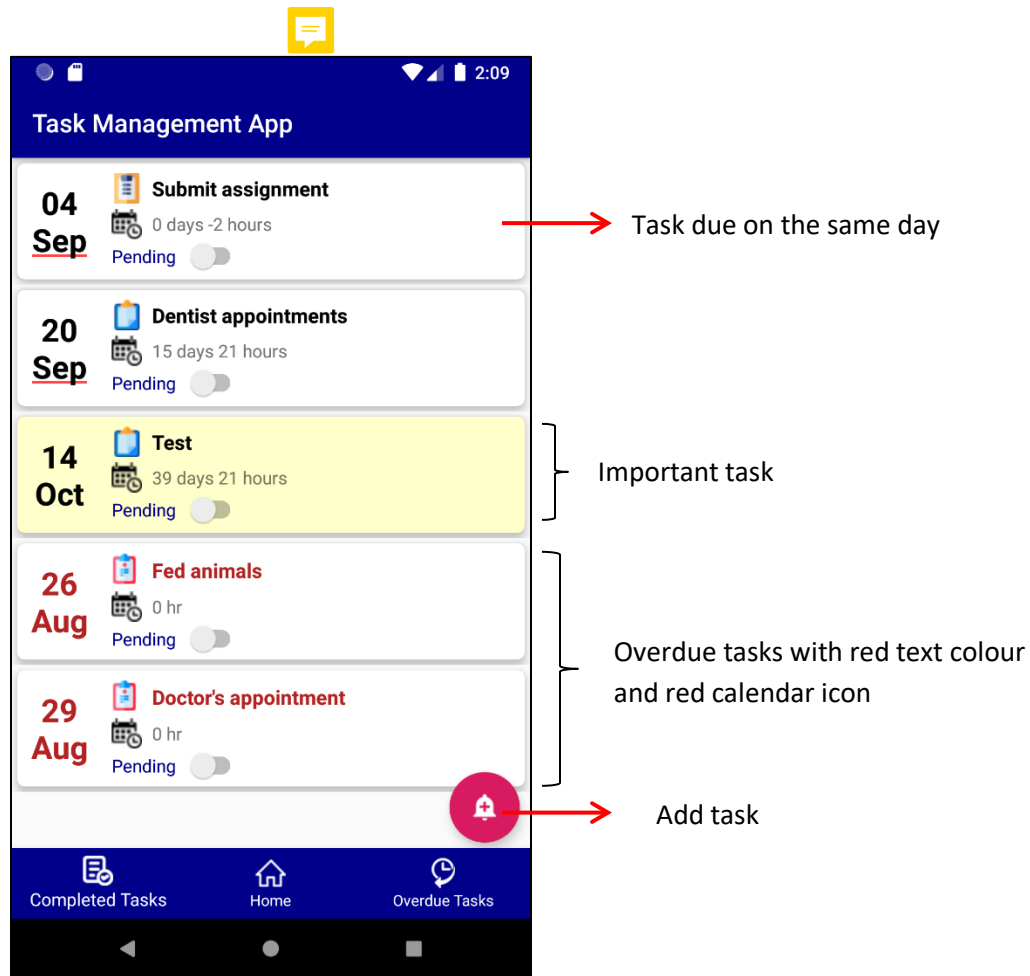 2:09
Task Management App
04
Sep
Submit assignment
0 days -2 hours
Pending
Task due on the same day
20
Sep
Dentist appointments
15 days 21 hours
Pending
14
Oct
Test
39 days 21 hours
Pending
Important task
26
Aug
Fed animals
0 hr
Pending
29
Aug
Doctor's appointment
0 hr
Pending
Overdue tasks with red text colour
and red calendar icon
Add task
Completed Tasks
Home
Overdue Tasks